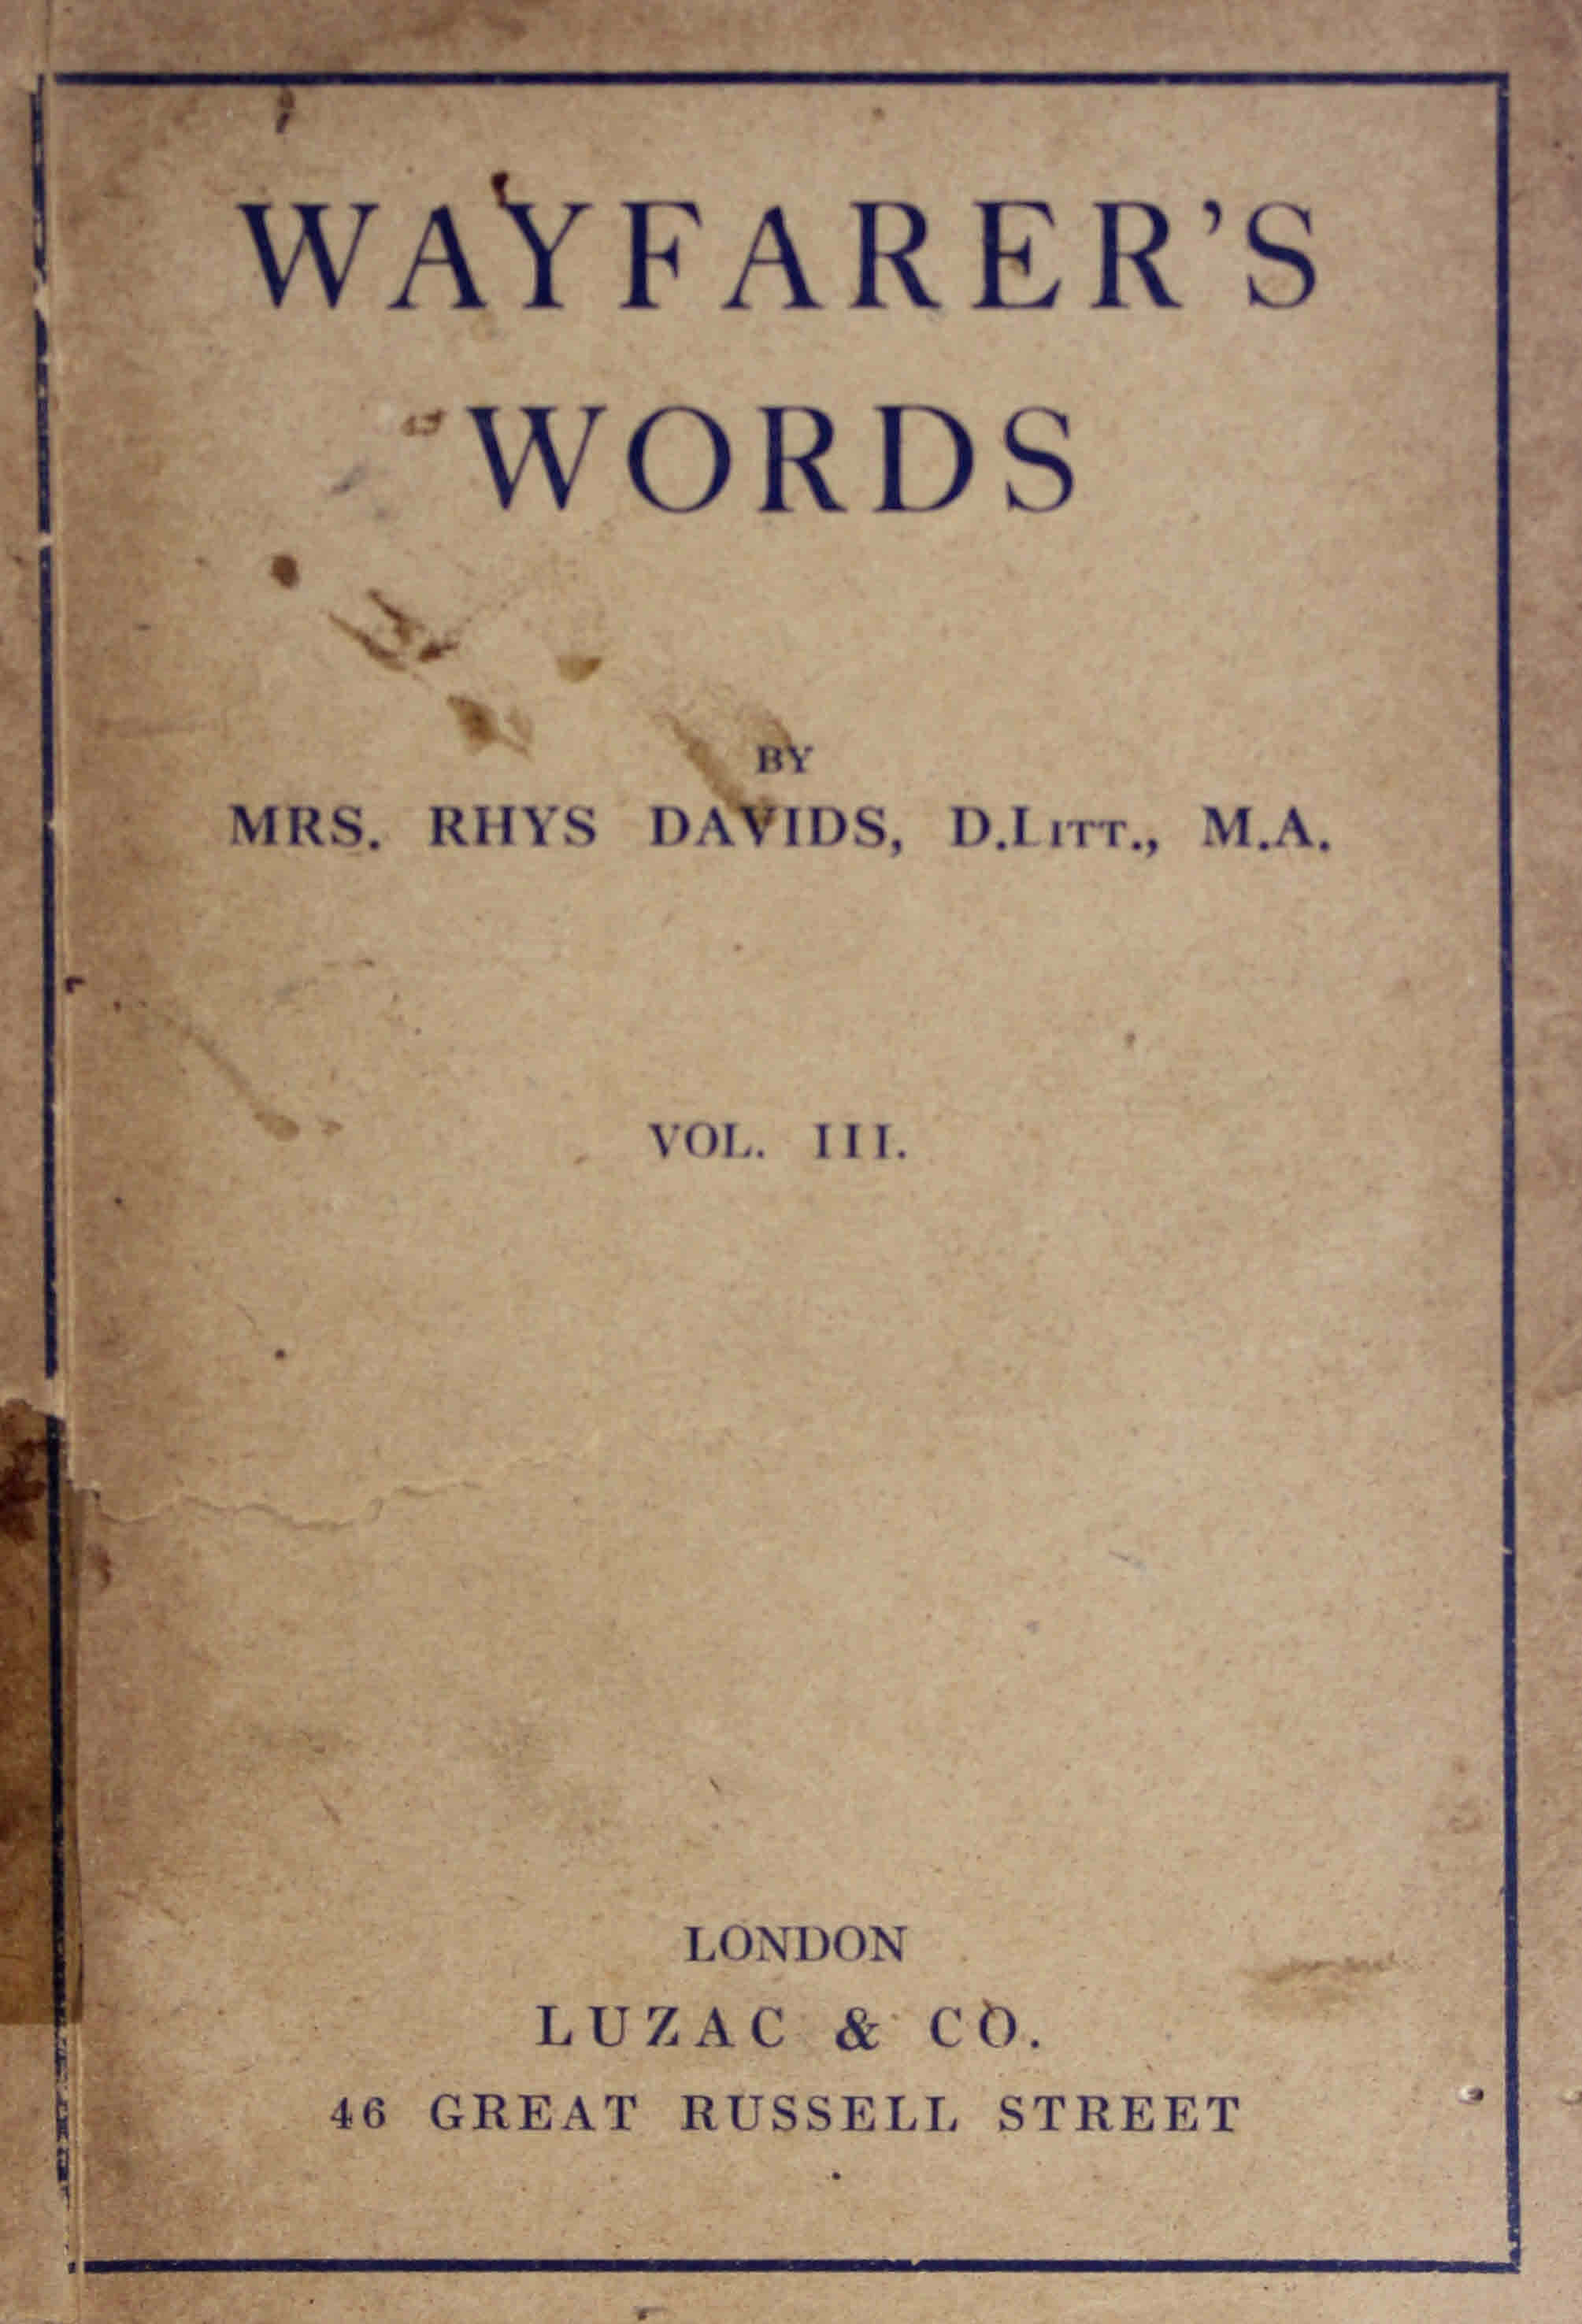 WAYFARER'S
WORDS
BY
MRS. RHYS DAVIDS, D.LITT., M.A.
VOL. III.
LONDON
LUZAC & CO.
46 GREAT RUSSELL STREET